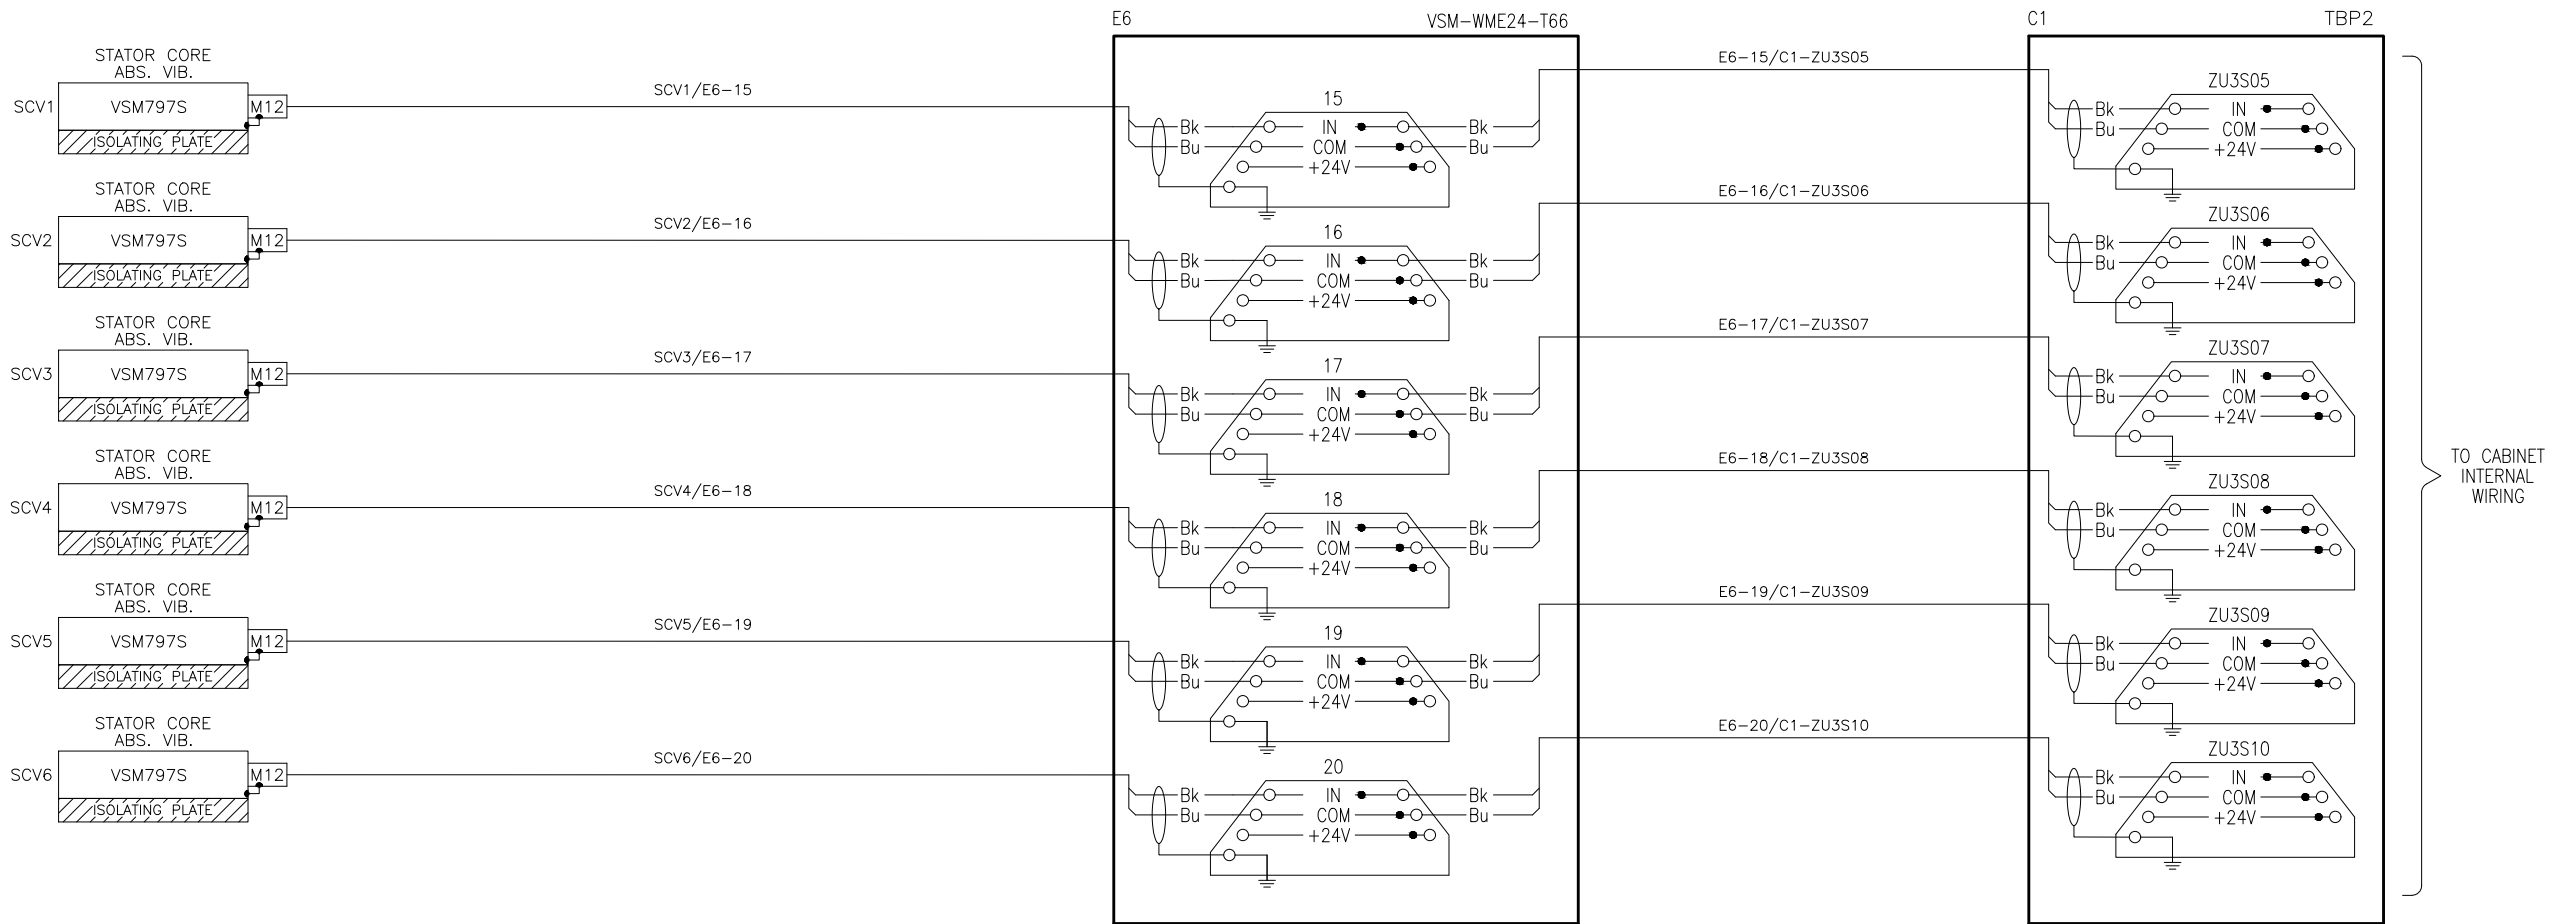 E6
VSM-WME24-T66
C1
TBP2
STATOR CORE
ABS. VIB.
SCV1
VSM797S
M12
ISOLATING PLATE
SCV1/E6-15
15
Bk
IN
Bk
Bu
COM
Bu
+24V
E6-15/C1-ZU3S05
ZU3S05
Bk
IN
Bu
COM
+24V
STATOR CORE
ABS. VIB.
SCV2
VSM797S
M12
ISOLATING PLATE
SCV2/E6-16
16
Bk
IN
Bk
Bu
COM
Bu
+24V
E6-16/C1-ZU3S06
ZU3S06
Bk
IN
Bu
COM
+24V
STATOR CORE
ABS. VIB.
SCV3
VSM797S
M12
ISOLATING PLATE
SCV3/E6-17
17
Bk
IN
Bk
Bu
COM
Bu
+24V
E6-17/C1-ZU3S07
ZU3S07
Bk
IN
Bu
COM
+24V
STATOR CORE
ABS. VIB.
SCV4
VSM797S
M12
ISOLATING PLATE
SCV4/E6-18
18
Bk
IN
Bk
Bu
COM
Bu
+24V
E6-18/C1-ZU3S08
ZU3S08
Bk
IN
Bu
COM
+24V
STATOR CORE
ABS. VIB.
SCV5
VSM797S
M12
ISOLATING PLATE
SCV5/E6-19
19
Bk
IN
Bk
Bu
COM
Bu
+24V
E6-19/C1-ZU3S09
ZU3S09
Bk
IN
Bu
COM
+24V
STATOR CORE
ABS. VIB.
SCV6
VSM797S
M12
ISOLATING PLATE
SCV6/E6-20
20
Bk
IN
Bk
Bu
COM
Bu
+24V
E6-20/C1-ZU3S10
ZU3S10
Bk
IN
Bu
COM
+24V
TO CABINET
INTERNAL
WIRING